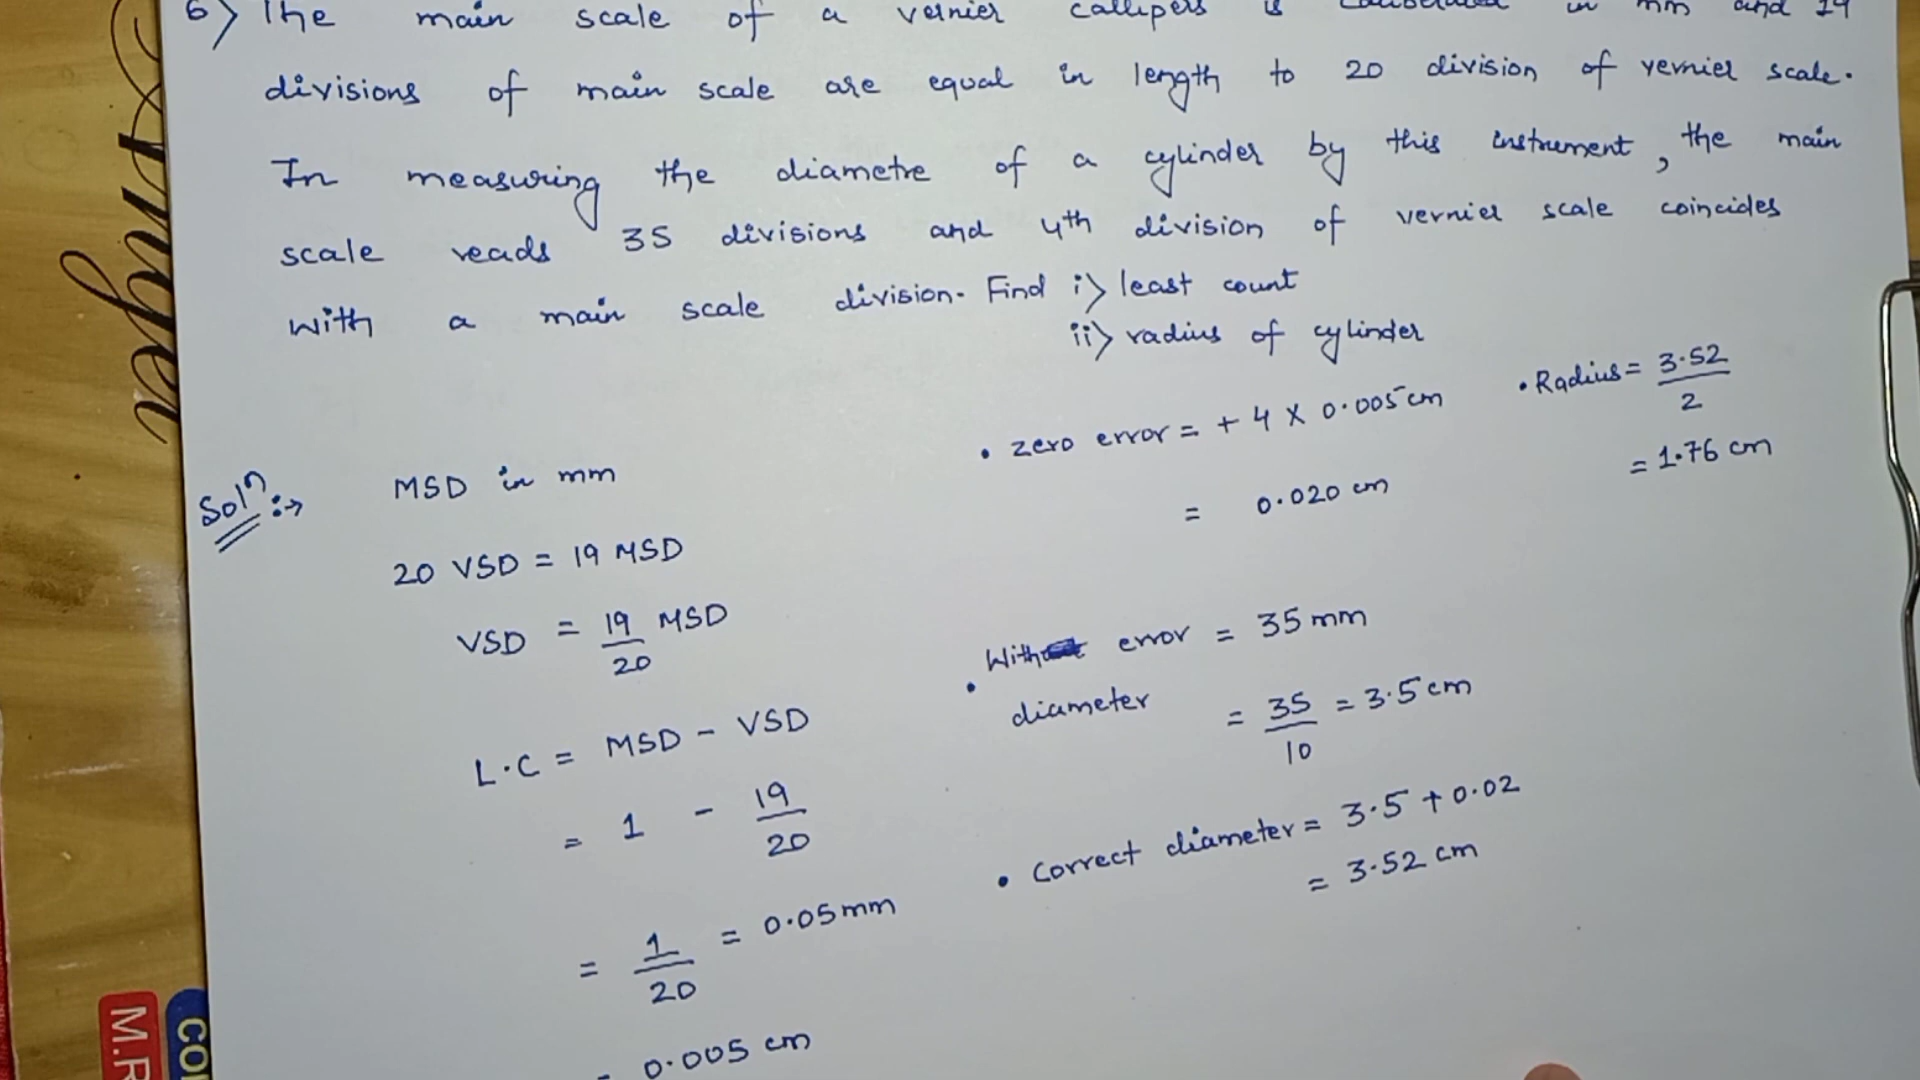 6) The main scale of a vernier callipers is in mm and 19
divisions of main scale are equal in length to 20 division of vernier scale.
In measuring the diametre of a cylinder by this instrument, the main
scale reads 35 divisions and 4th division of vernier scale coincides
with a main scale division. Find i) least count
ii) radius of cylinder
Soln :→
MSD in mm
20 VSD = 19 MSD
VSD = 19/20 MSD
L.C = MSD - VSD
= 1 - 19/20
= 1/20 = 0.05 mm
= 0.005 cm
• zero error = + 4 X 0.005 cm
= 0.020 cm
• With error = 35 mm
diameter = 35/10 = 3.5 cm
• Correct diameter = 3.5 + 0.02
= 3.52 cm
• Radius = 3.52/2
= 1.76 cm
M.R
CO